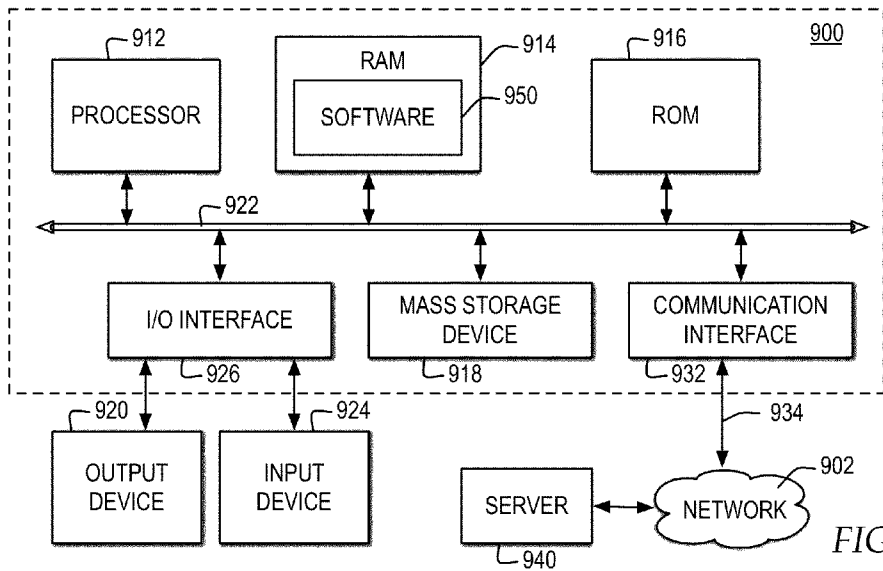 912
914
916
900
PROCESSOR
RAM
SOFTWARE
950
ROM
922
I/O INTERFACE
MASS STORAGE
DEVICE
COMMUNICATION
INTERFACE
926
918
932
920
924
934
OUTPUT
DEVICE
INPUT
DEVICE
SERVER
940
NETWORK
902
FIG